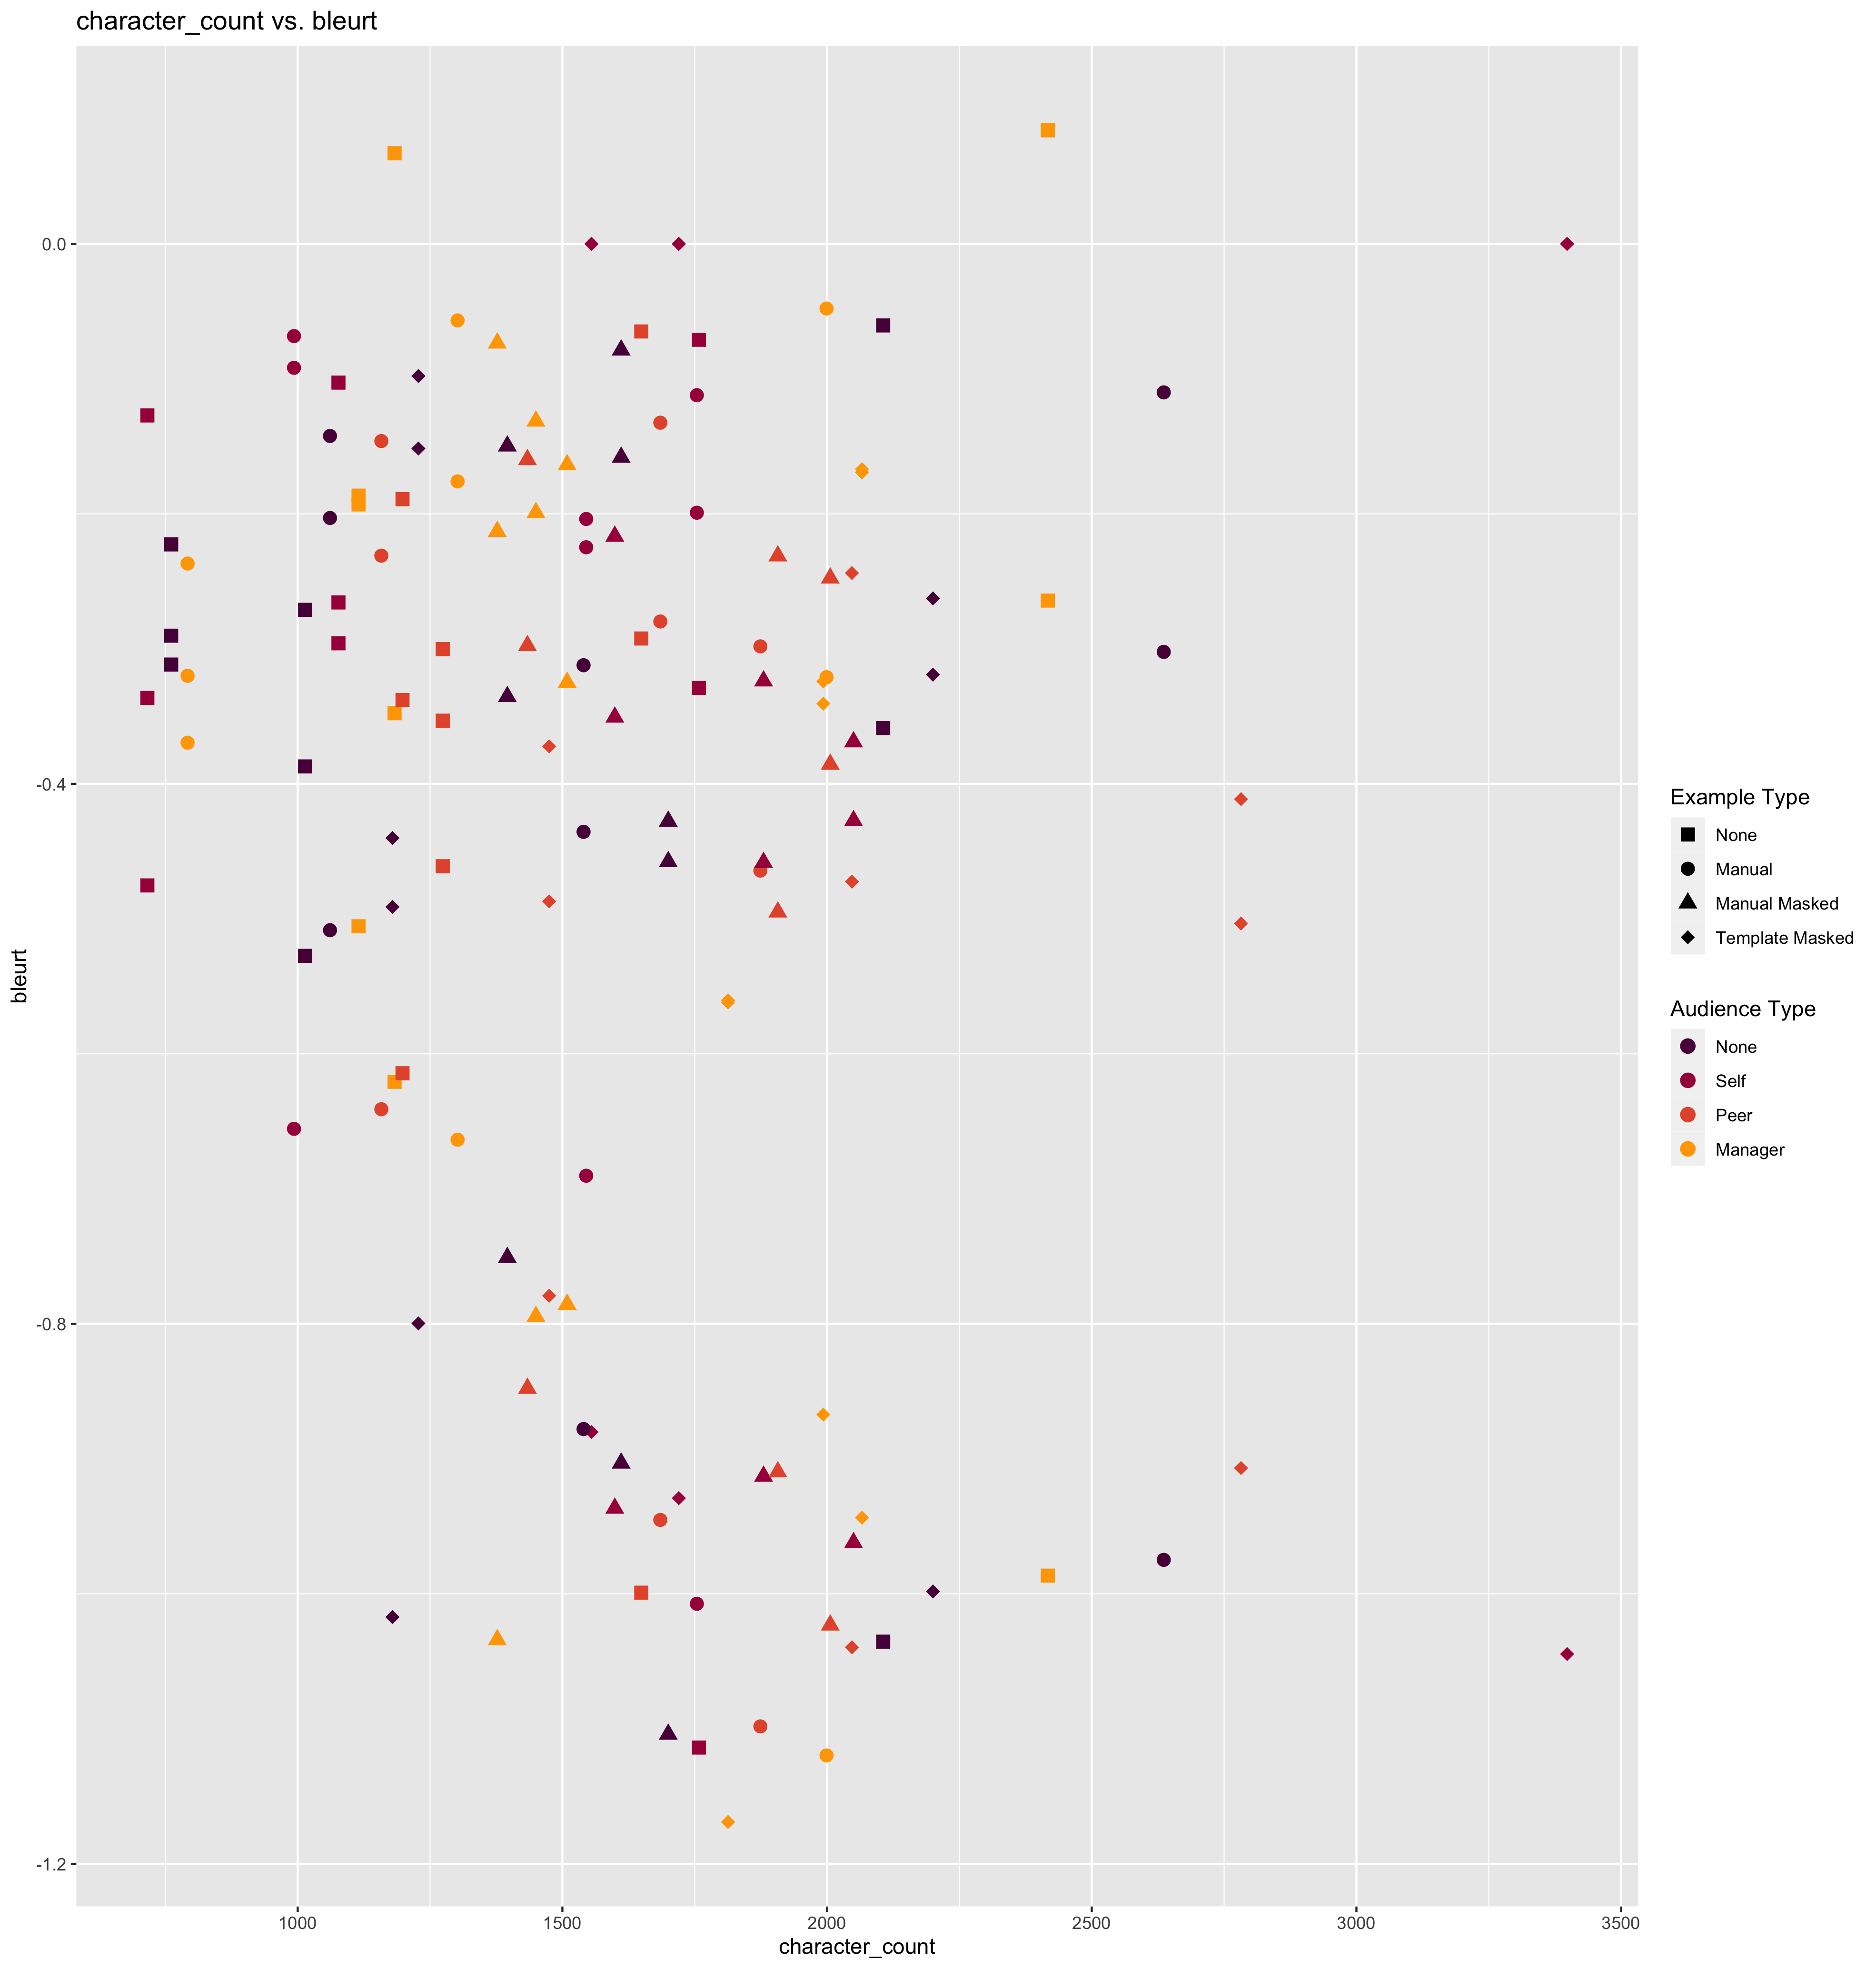 character_count vs. bleurt
0.0
-0.4
-0.8
-1.2
bleurt
1000
1500
2000
2500
3000
3500
character_count
Example Type
None
Manual
Manual Masked
Template Masked
Audience Type
None
Self
Peer
Manager